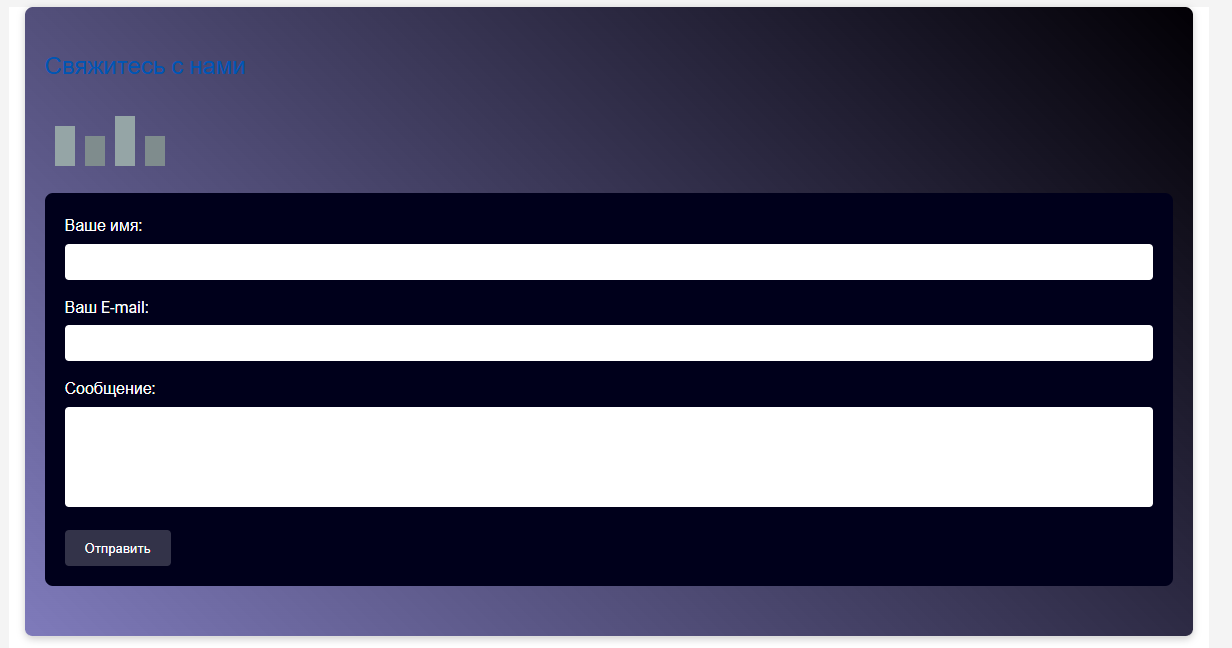 Свяжитесь с нами
Ваше имя:
Ваш E-mail:
Сообщение:
Отправить